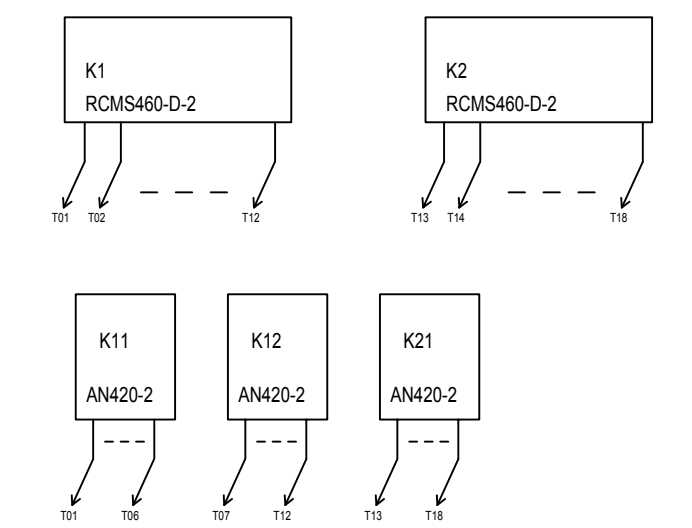 K1
RCMS460-D-2
K2
RCMS460-D-2
T01
T02
T12
T13
T14
T18
K11
AN420-2
K12
AN420-2
K21
AN420-2
T01
T06
T07
T12
T13
T18